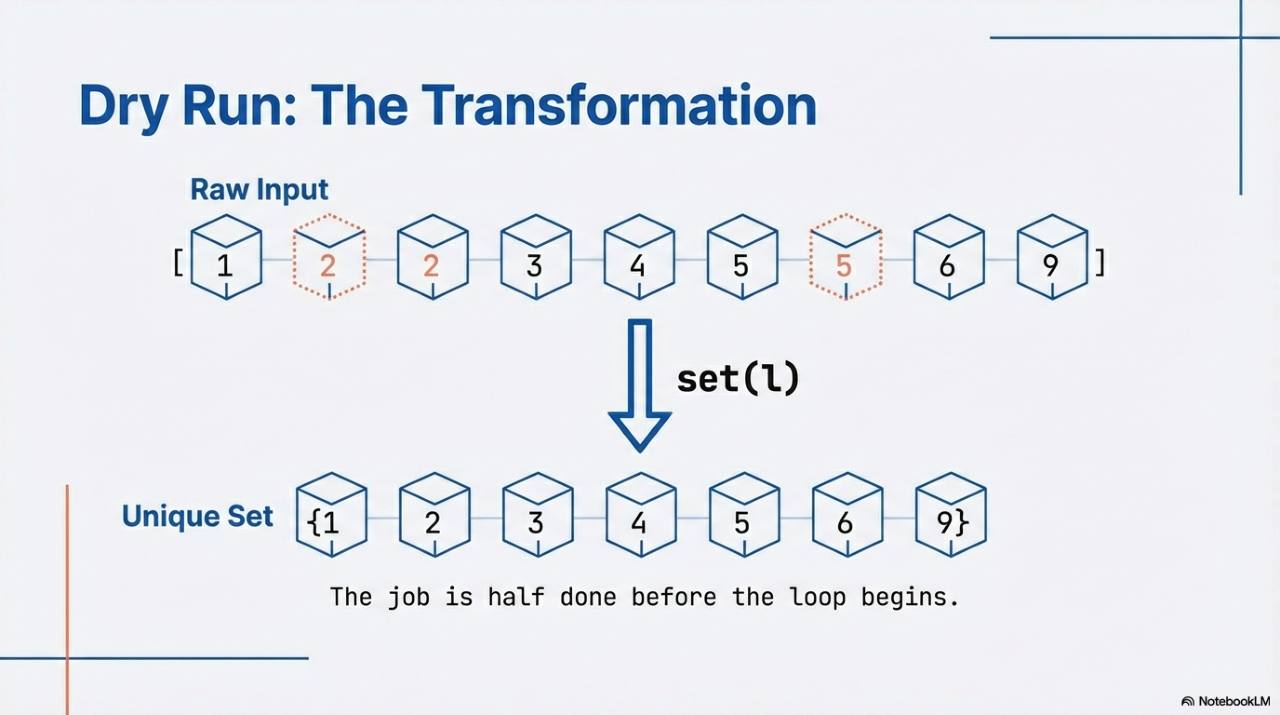 Dry Run: The Transformation
Raw Input
[ 1 2 2 3 4 5 5 6 9 ]
set(l)
Unique Set {1 2 3 4 5 6 9}
The job is half done before the loop begins.
NotebookLM